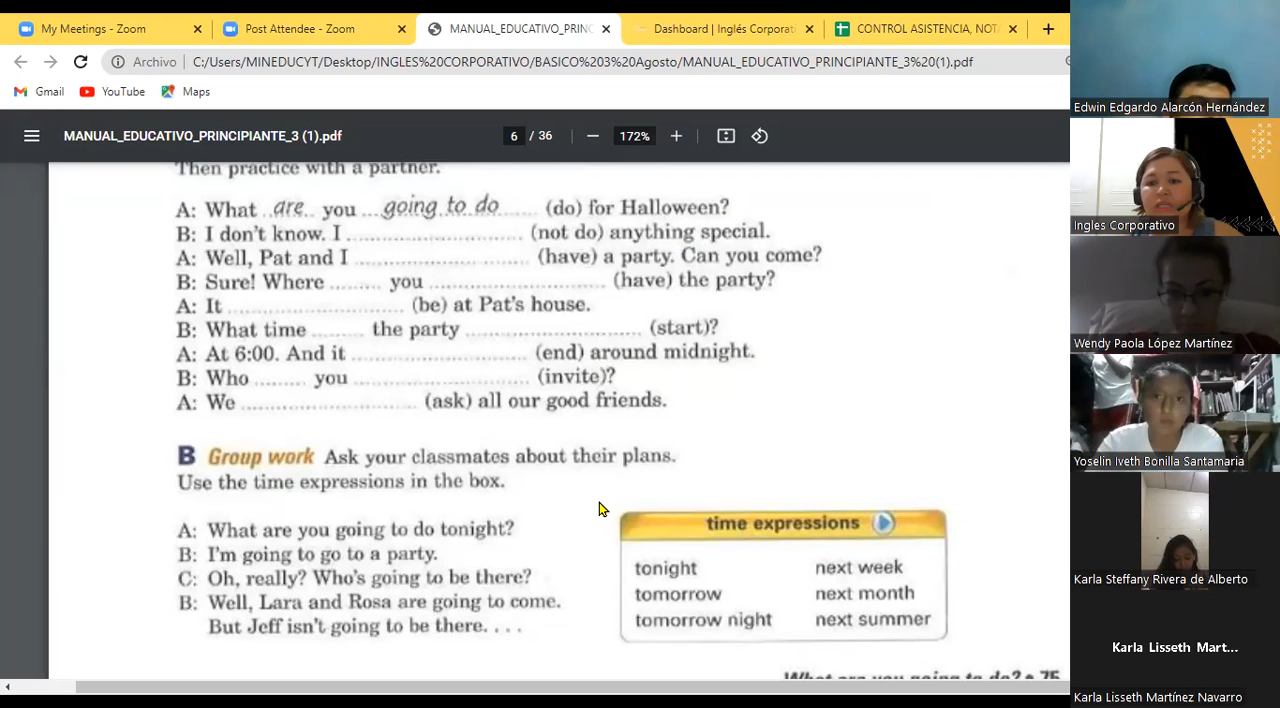 My Meetings - Zoom
Post Attendee - Zoom
MANUAL_EDUCATIVO_PRINC
Dashboard | Inglés Corporat
CONTROL ASISTENCIA, NOTA
Archivo
C:/Users/MINEDUCYT/Desktop/INGLES%20CORPORATIVO/BASICO%203%20Agosto/MANUAL_EDUCATIVO_PRINCIPIANTE_3%20(1).pdf
Gmail
YouTube
Maps
MANUAL_EDUCATIVO_PRINCIPIANTE_3 (1).pdf
6 / 36
172%
Then practice with a partner.
A: What ..are.. you ...going to do...... (do) for Halloween?
B: I don't know. I .............................. (not do) anything special.
A: Well, Pat and I .............................. (have) a party. Can you come?
B: Sure! Where ......... you .............................. (have) the party?
A: It .............................. (be) at Pat's house.
B: What time ......... the party .............................. (start)?
A: At 6:00. And it .............................. (end) around midnight.
B: Who ......... you .............................. (invite)?
A: We .............................. (ask) all our good friends.
B Group work Ask your classmates about their plans.
Use the time expressions in the box.
A: What are you going to do tonight?
B: I'm going to go to a party.
C: Oh, really? Who's going to be there?
B: Well, Lara and Rosa are going to come.
But Jeff isn't going to be there. . . .
time expressions
tonight next week
tomorrow next month
tomorrow night next summer
What are you going to do? • 75
Edwin Edgardo Alarcón Hernández
Ingles Corporativo
Wendy Paola López Martínez
Yoselin Iveth Bonilla Santamaria
Karla Steffany Rivera de Alberto
Karla Lisseth Mart...
Karla Lisseth Martínez Navarro